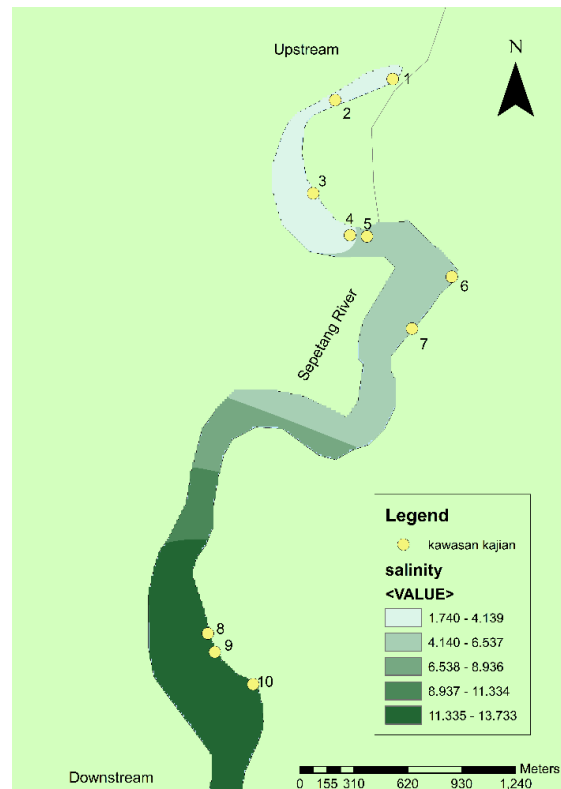 Upstream
N
1
2
3
4 5
6
7
Sepetang River
8
9
10
Legend
kawasan kajian
salinity
<VALUE>
1.740 - 4.139
4.140 - 6.537
6.538 - 8.936
8.937 - 11.334
11.335 - 13.733
Downstream
Meters
0 155 310 620 930 1,240